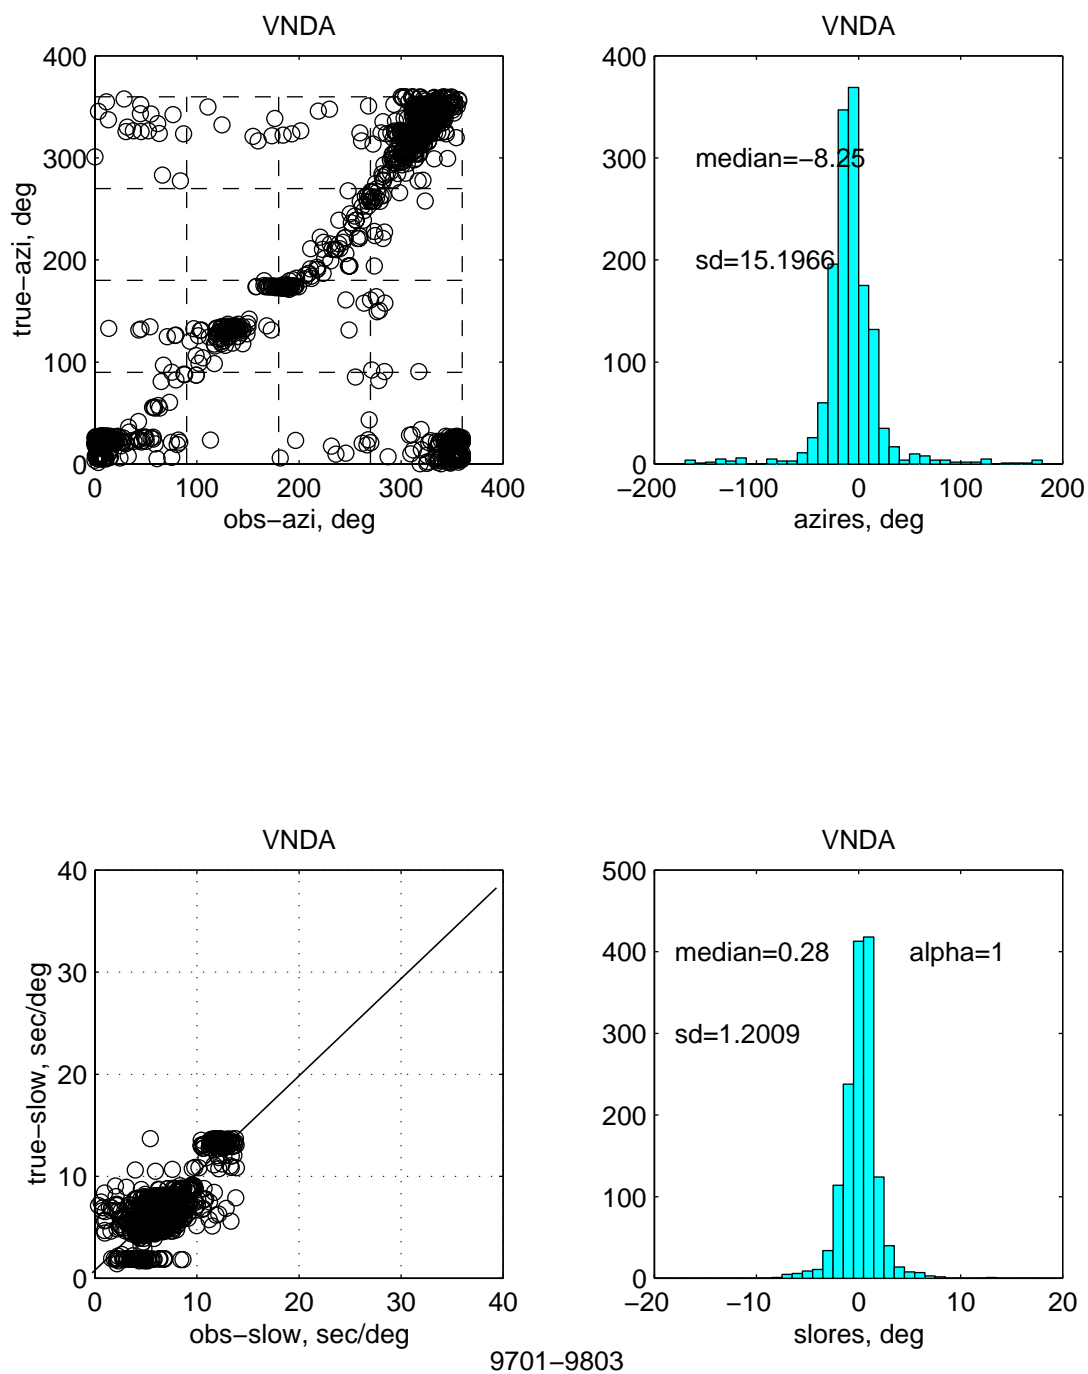 VNDA
400
300
200
100
0
true−azi, deg
0 100 200 300 400
obs−azi, deg
VNDA
400
300
200
100
0
median=−8.25
sd=15.1966
−200 −100 0 100 200
azires, deg
VNDA
40
30
20
10
0
true−slow, sec/deg
0 10 20 30 40
obs−slow, sec/deg
VNDA
500
400
300
200
100
0
median=0.28 alpha=1
sd=1.2009
−20 −10 0 10 20
slores, deg
9701−9803